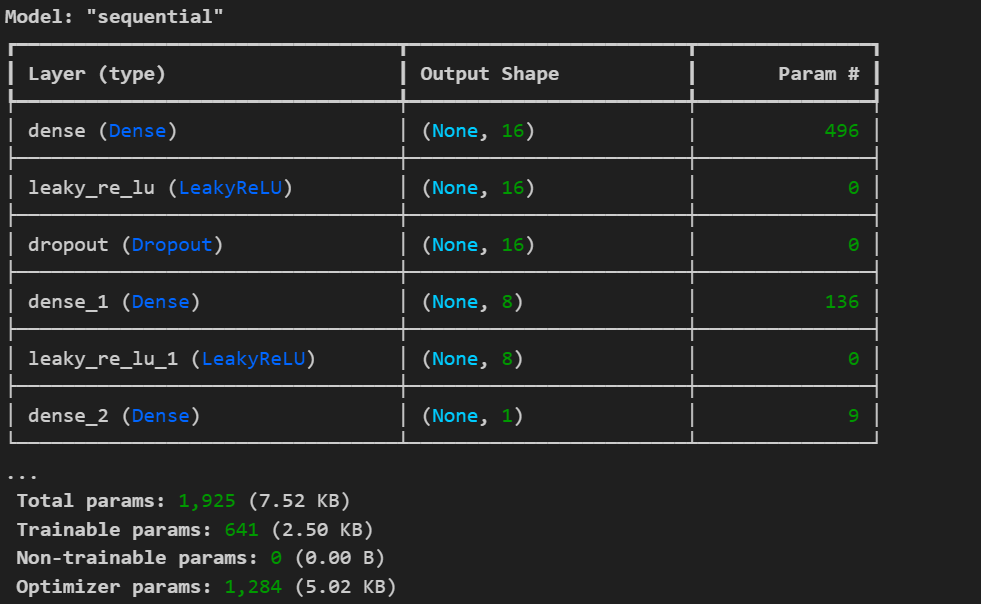 Model: "sequential"
Layer (type) Output Shape Param #
dense (Dense) (None, 16) 496
leaky_re_lu (LeakyReLU) (None, 16) 0
dropout (Dropout) (None, 16) 0
dense_1 (Dense) (None, 8) 136
leaky_re_lu_1 (LeakyReLU) (None, 8) 0
dense_2 (Dense) (None, 1) 9
...
Total params: 1,925 (7.52 KB)
Trainable params: 641 (2.50 KB)
Non-trainable params: 0 (0.00 B)
Optimizer params: 1,284 (5.02 KB)